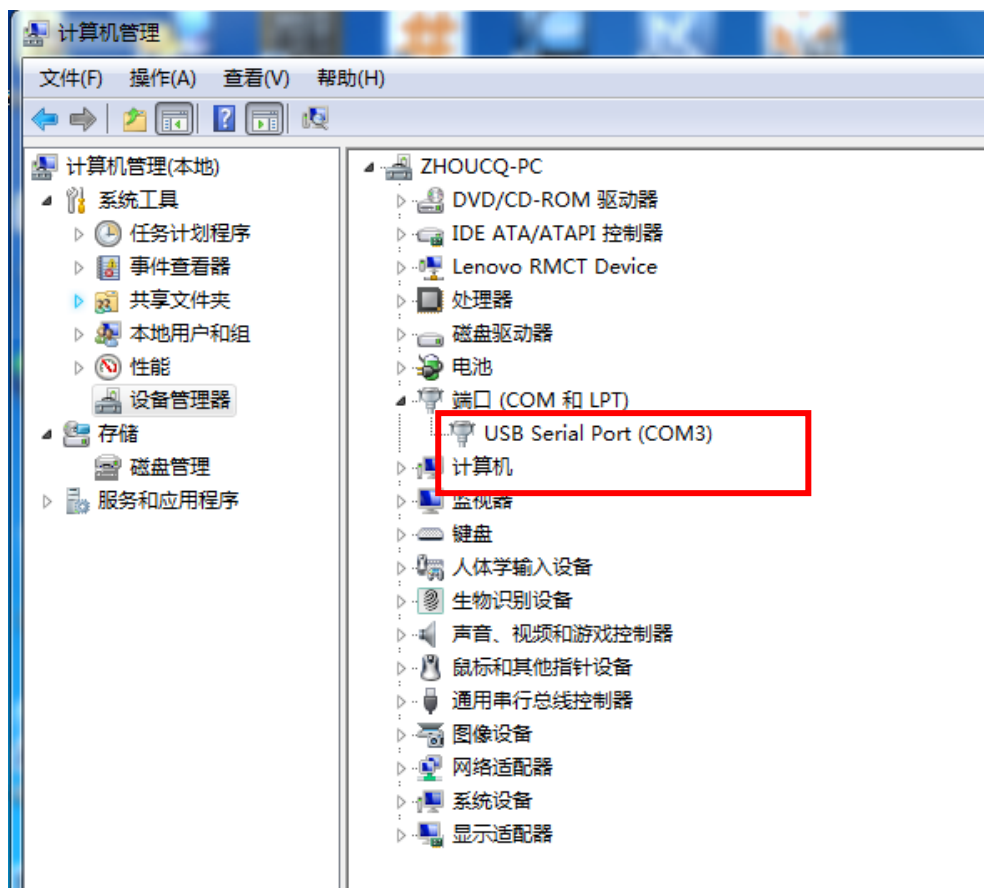 计算机管理
文件(F) 操作(A) 查看(V) 帮助(H)
计算机管理(本地)
系统工具
任务计划程序
事件查看器
共享文件夹
本地用户和组
性能
设备管理器
存储
磁盘管理
服务和应用程序
ZHOUCQ-PC
DVD/CD-ROM 驱动器
IDE ATA/ATAPI 控制器
Lenovo RMCT Device
处理器
磁盘驱动器
电池
端口 (COM 和 LPT)
USB Serial Port (COM3)
计算机
监视器
键盘
人体学输入设备
生物识别设备
声音、视频和游戏控制器
鼠标和其他指针设备
通用串行总线控制器
图像设备
网络适配器
系统设备
显示适配器